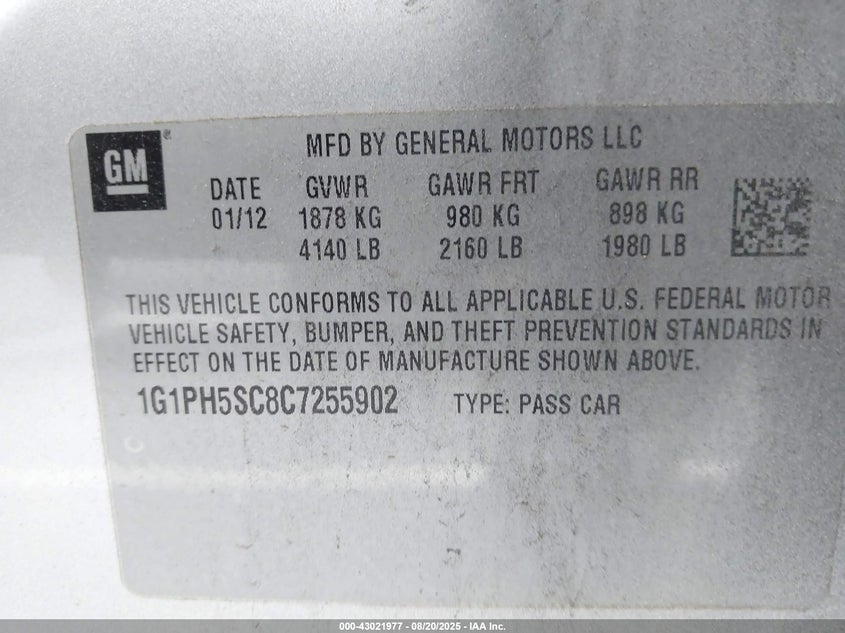 GM
MFD BY GENERAL MOTORS LLC
DATE GVWR GAWR FRT GAWR RR
01/12 1878 KG 980 KG 898 KG
4140 LB 2160 LB 1980 LB
THIS VEHICLE CONFORMS TO ALL APPLICABLE U.S. FEDERAL MOTOR
VEHICLE SAFETY, BUMPER, AND THEFT PREVENTION STANDARDS IN
EFFECT ON THE DATE OF MANUFACTURE SHOWN ABOVE.
1G1PH5SC8C7255902 TYPE: PASS CAR
000-43021977 - 08/20/2025 - IAA Inc.